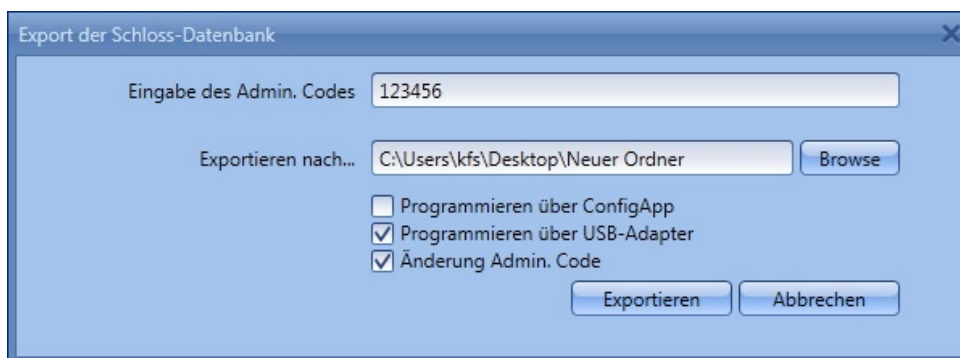 Export der Schloss-Datenbank
Eingabe des Admin. Codes 123456
Exportieren nach... C:\Users\kfs\Desktop\Neuer Ordner Browse
Programmieren über ConfigApp
Programmieren über USB-Adapter
Änderung Admin. Code
Exportieren Abbrechen